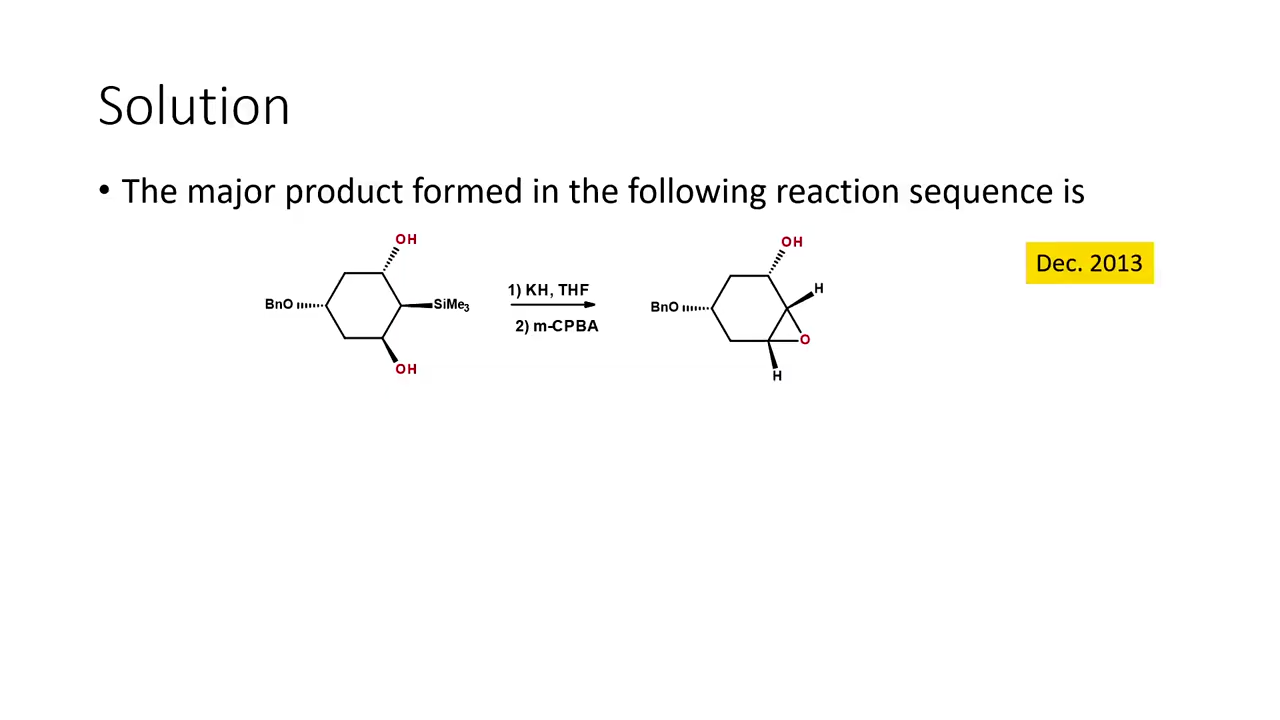 Solution
• The major product formed in the following reaction sequence is
Dec. 2013
OH
BnO
SiMe3
OH
1) KH, THF
2) m-CPBA
OH
H
BnO
O
H